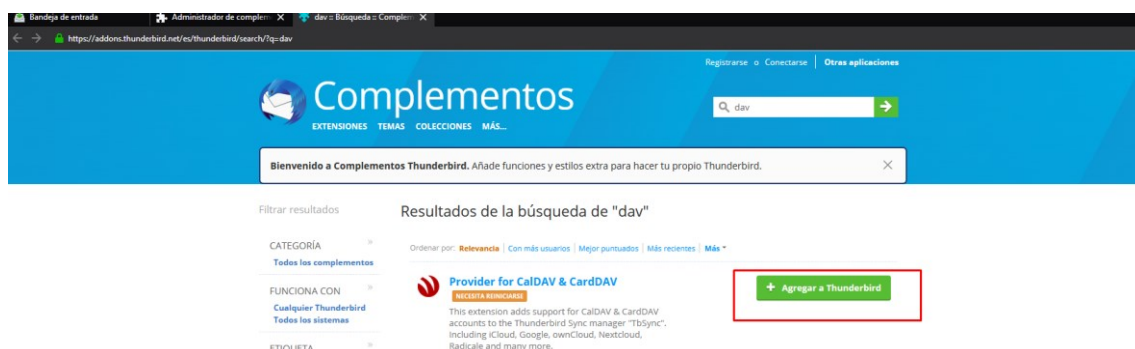 Bandeja de entrada
Administrador de complem
dav :: Búsqueda :: Complem
https://addons.thunderbird.net/es/thunderbird/search/?q=dav
Registrarse o Conectarse | Otras aplicaciones
Complementos
EXTENSIONES TEMAS COLECCIONES MÁS...
dav
Bienvenido a Complementos Thunderbird. Añade funciones y estilos extra para hacer tu propio Thunderbird.
Filtrar resultados
Resultados de la búsqueda de "dav"
CATEGORÍA
Todos los complementos
Ordenar por: Relevancia | Con más usuarios | Mejor puntuados | Más recientes | Más
FUNCIONA CON
Cualquier Thunderbird
Todos los sistemas
ETIQUETA
Provider for CalDAV & CardDAV
NECESITA REINICIARSE
This extension adds support for CalDAV & CardDAV
accounts to the Thunderbird Sync manager "TbSync".
Including iCloud, Google, ownCloud, Nextcloud,
Radicale and many more.
+ Agregar a Thunderbird